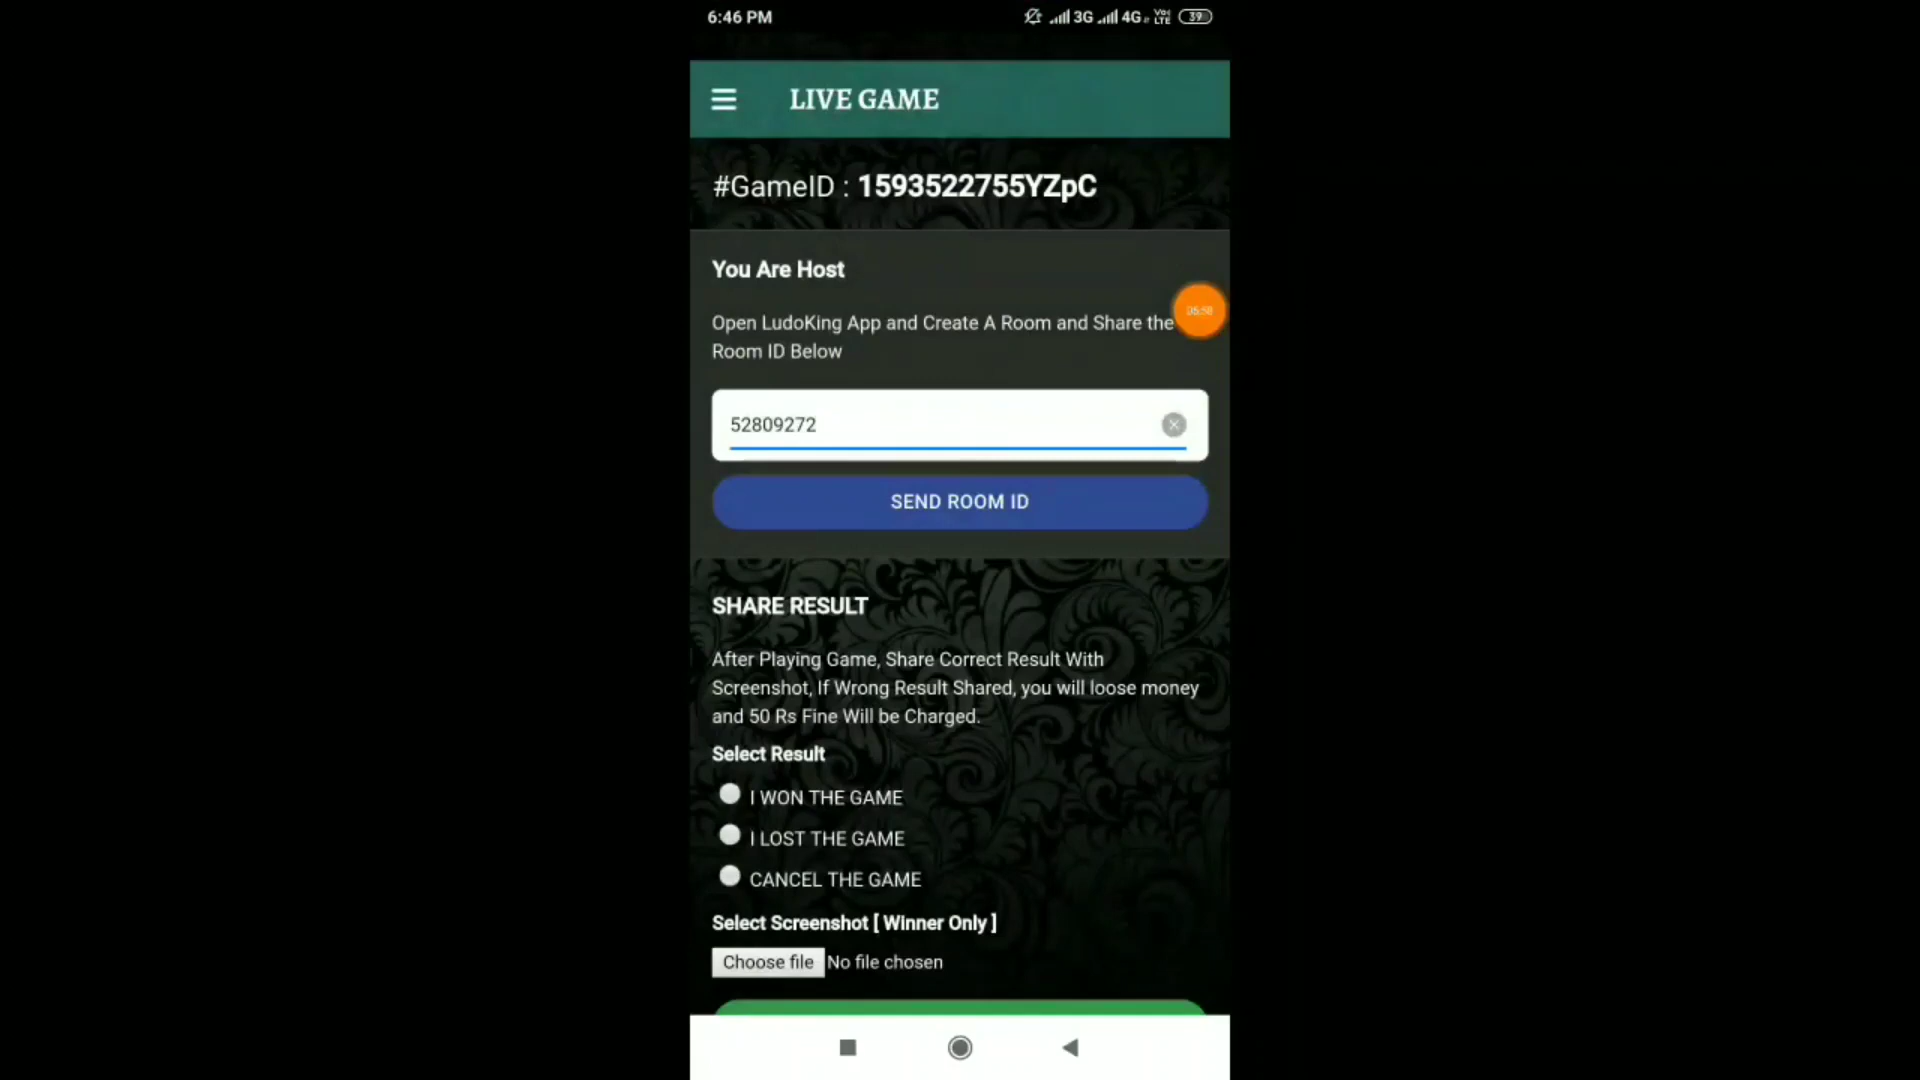 6:46 PM 3G 4G Vo) LTE 39
LIVE GAME
#GameID : 1593522755YZpC
You Are Host
Open LudoKing App and Create A Room and Share the
Room ID Below
52809272
SEND ROOM ID
SHARE RESULT
After Playing Game, Share Correct Result With
Screenshot, If Wrong Result Shared, you will loose money
and 50 Rs Fine Will be Charged.
Select Result
I WON THE GAME
I LOST THE GAME
CANCEL THE GAME
Select Screenshot [ Winner Only ]
Choose file No file chosen